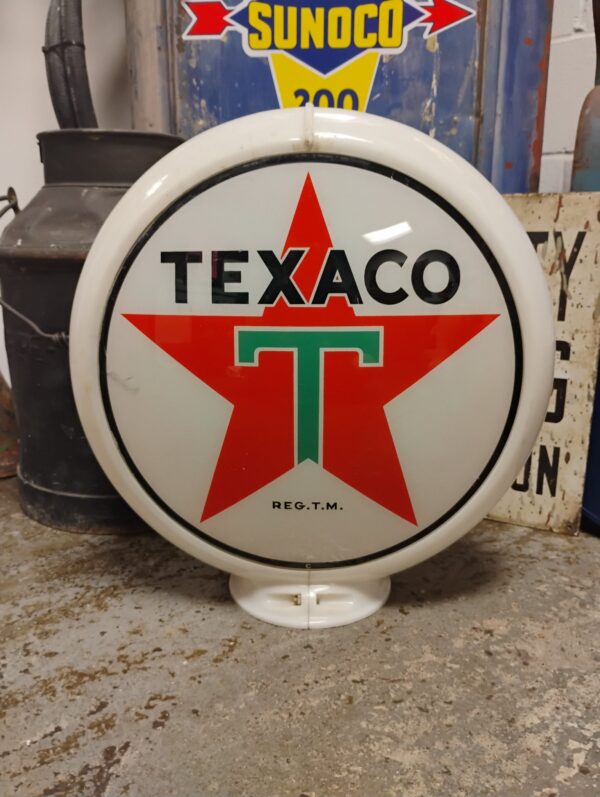 SUNOCO
200
TEXACO
T
REG.T.M.
TY
ON